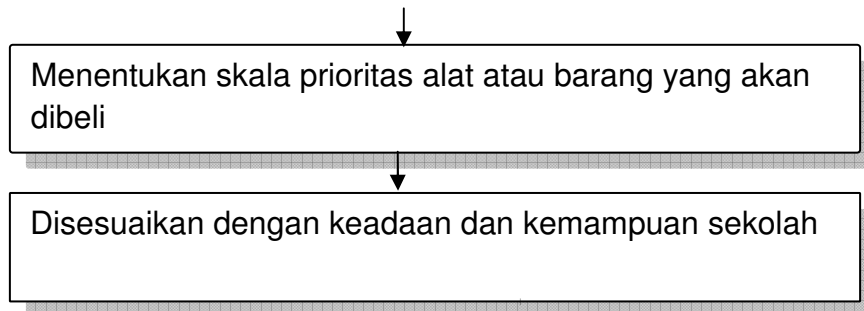 Menentukan skala prioritas alat atau barang yang akan
dibeli
Disesuaikan dengan keadaan dan kemampuan sekolah